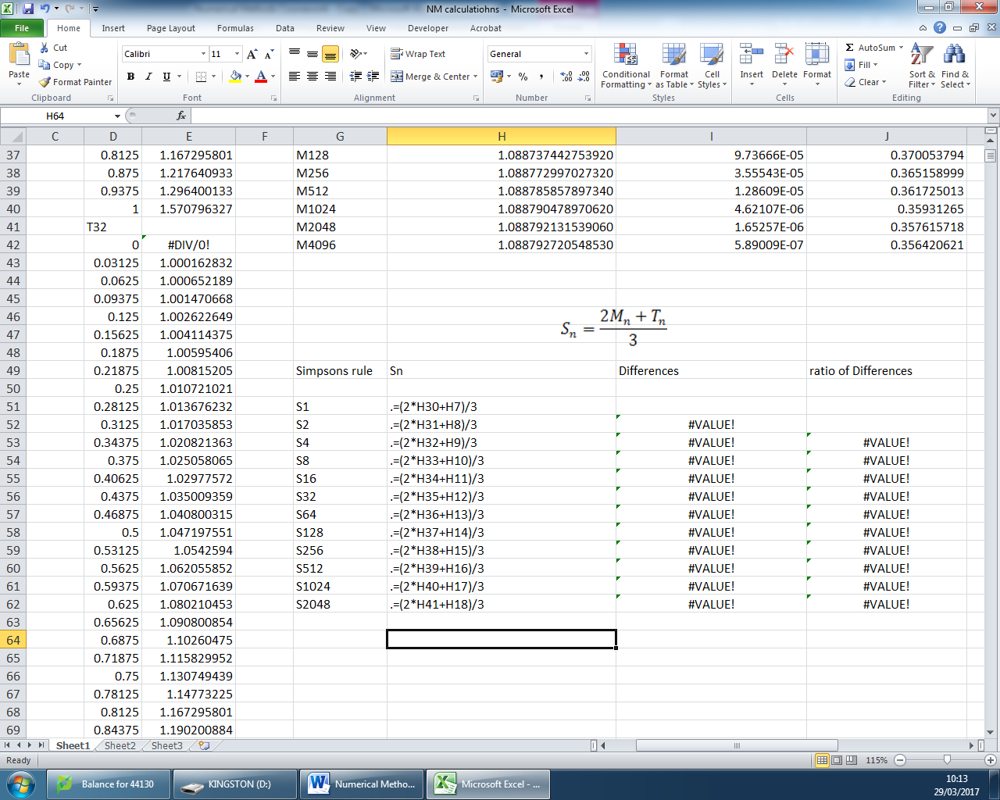 NM calculatiohns - Microsoft Excel
File Home Insert Page Layout Formulas Data Review View Developer Acrobat
Paste Cut Copy Format Painter Clipboard
Calibri 11 B I U A A A Font
Wrap Text Merge & Center Alignment
General % , .00 .0 Number
Conditional Formatting Format as Table Cell Styles Styles
Insert Delete Format Cells
Σ AutoSum Fill Clear Sort & Filter Find & Select Editing
H64 fx
C D E F G H I J
37 0.8125 1.167295801 M128 1.088737442753920 9.73666E-05 0.370053794
38 0.875 1.217640933 M256 1.088772997027320 3.55543E-05 0.365158999
39 0.9375 1.296400133 M512 1.088785857897340 1.28609E-05 0.361725013
40 1 1.570796327 M1024 1.088790478970620 4.62107E-06 0.35931265
41 T32 M2048 1.088792131539060 1.65257E-06 0.357615718
42 0 #DIV/0! M4096 1.088792720548530 5.89009E-07 0.356420621
43 0.03125 1.000162832
44 0.0625 1.000652189
45 0.09375 1.001470668
46 0.125 1.002622649
47 0.15625 1.004114375
Sn = (2Mn + Tn)/3
48 0.1875 1.00595406
49 0.21875 1.00815205 Simpsons rule Sn Differences ratio of Differences
50 0.25 1.010721021
51 0.28125 1.013676232 S1 .=(2*H30+H7)/3
52 0.3125 1.017035853 S2 .=(2*H31+H8)/3 #VALUE!
53 0.34375 1.020821363 S4 .=(2*H32+H9)/3 #VALUE! #VALUE!
54 0.375 1.025058065 S8 .=(2*H33+H10)/3 #VALUE! #VALUE!
55 0.40625 1.02977572 S16 .=(2*H34+H11)/3 #VALUE! #VALUE!
56 0.4375 1.035009359 S32 .=(2*H35+H12)/3 #VALUE! #VALUE!
57 0.46875 1.040800315 S64 .=(2*H36+H13)/3 #VALUE! #VALUE!
58 0.5 1.047197551 S128 .=(2*H37+H14)/3 #VALUE! #VALUE!
59 0.53125 1.0542594 S256 .=(2*H38+H15)/3 #VALUE! #VALUE!
60 0.5625 1.062055852 S512 .=(2*H39+H16)/3 #VALUE! #VALUE!
61 0.59375 1.070671639 S1024 .=(2*H40+H17)/3 #VALUE! #VALUE!
62 0.625 1.080210453 S2048 .=(2*H41+H18)/3 #VALUE! #VALUE!
63 0.65625 1.090800854
64 0.6875 1.10260475
65 0.71875 1.115829952
66 0.75 1.130749439
67 0.78125 1.14773225
68 0.8125 1.167295801
69 0.84375 1.190200884
Sheet1 Sheet2 Sheet3
Ready 115%
Balance for 44130 KINGSTON (D:) Numerical Metho... Microsoft Excel - ... 10:13
29/03/2017